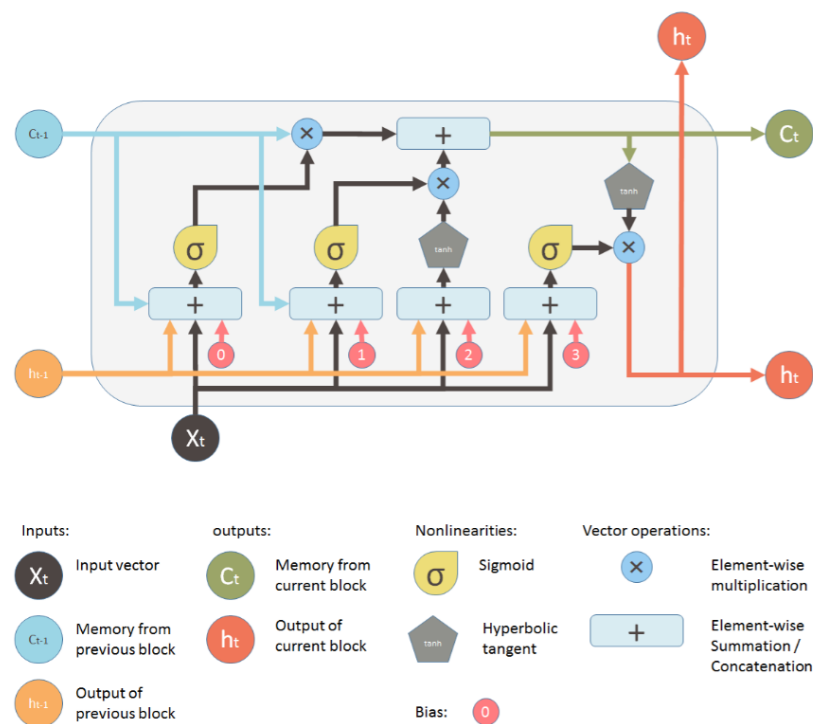 ht
Ct-1
×
+
Ct
tanh
×
σ
σ
tanh
σ
×
+
+
+
+
0
1
2
3
ht-1
ht
Xt
Inputs:
outputs:
Nonlinearities:
Vector operations:
Xt
Input vector
Ct
Memory from
current block
σ
Sigmoid
×
Element-wise
multiplication
Ct-1
Memory from
previous block
ht
Output of
current block
tanh
Hyperbolic
tangent
+
Element-wise
Summation /
Concatenation
ht-1
Output of
previous block
Bias:
0